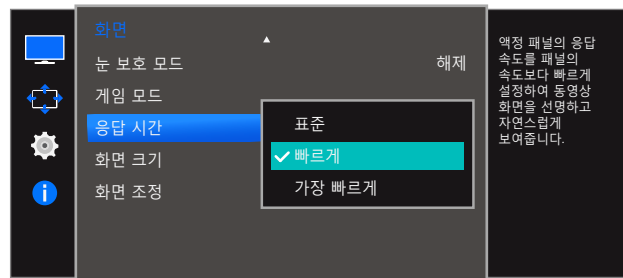 화면
눈 보호 모드 해제
게임 모드
응답 시간
화면 크기
화면 조정
표준
빠르게
가장 빠르게
액정 패널의 응답
속도를 패널의
속도보다 빠르게
설정하여 동영상
화면을 선명하고
자연스럽게
보여줍니다.